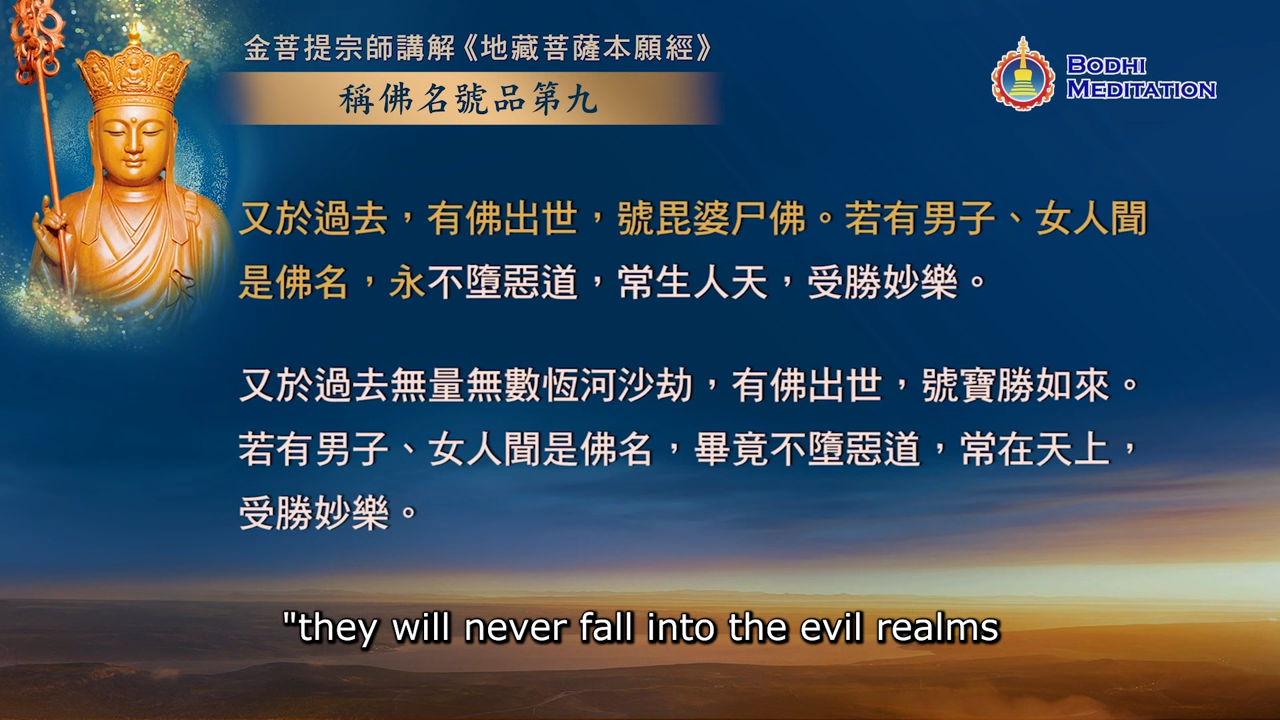 金菩提宗師講解《地藏菩薩本願經》
稱佛名號品第九
BODHI
MEDITATION
又於過去，有佛出世，號毘婆尸佛。若有男子、女人聞
是佛名，永不墮惡道，常生人天，受勝妙樂。
又於過去無量無數恆河沙劫，有佛出世，號寶勝如來。
若有男子、女人聞是佛名，畢竟不墮惡道，常在天上，
受勝妙樂。
"they will never fall into the evil realms